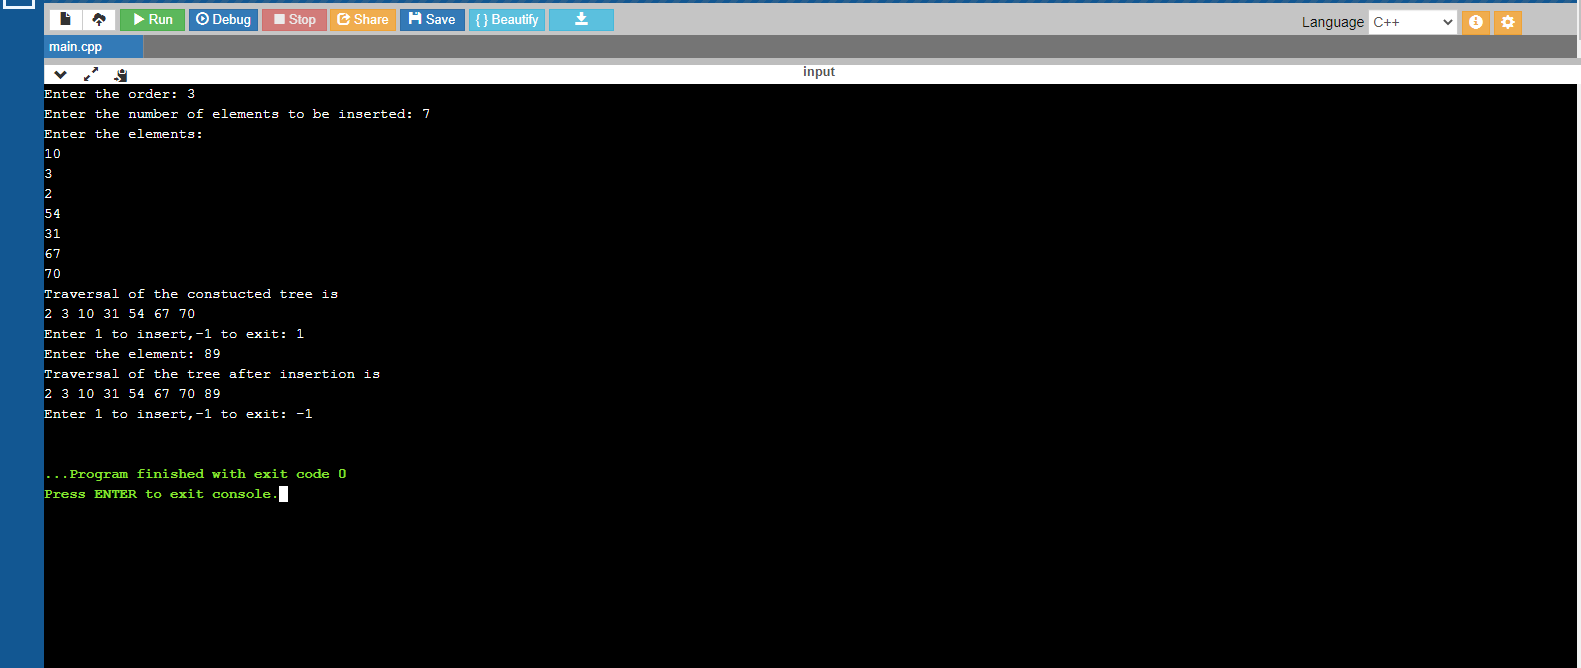 Run Debug Stop Share Save { } Beautify Language C++
main.cpp
input
Enter the order: 3
Enter the number of elements to be inserted: 7
Enter the elements:
10
3
2
54
31
67
70
Traversal of the constucted tree is
2 3 10 31 54 67 70
Enter 1 to insert,-1 to exit: 1
Enter the element: 89
Traversal of the tree after insertion is
2 3 10 31 54 67 70 89
Enter 1 to insert,-1 to exit: -1
...Program finished with exit code 0
Press ENTER to exit console.